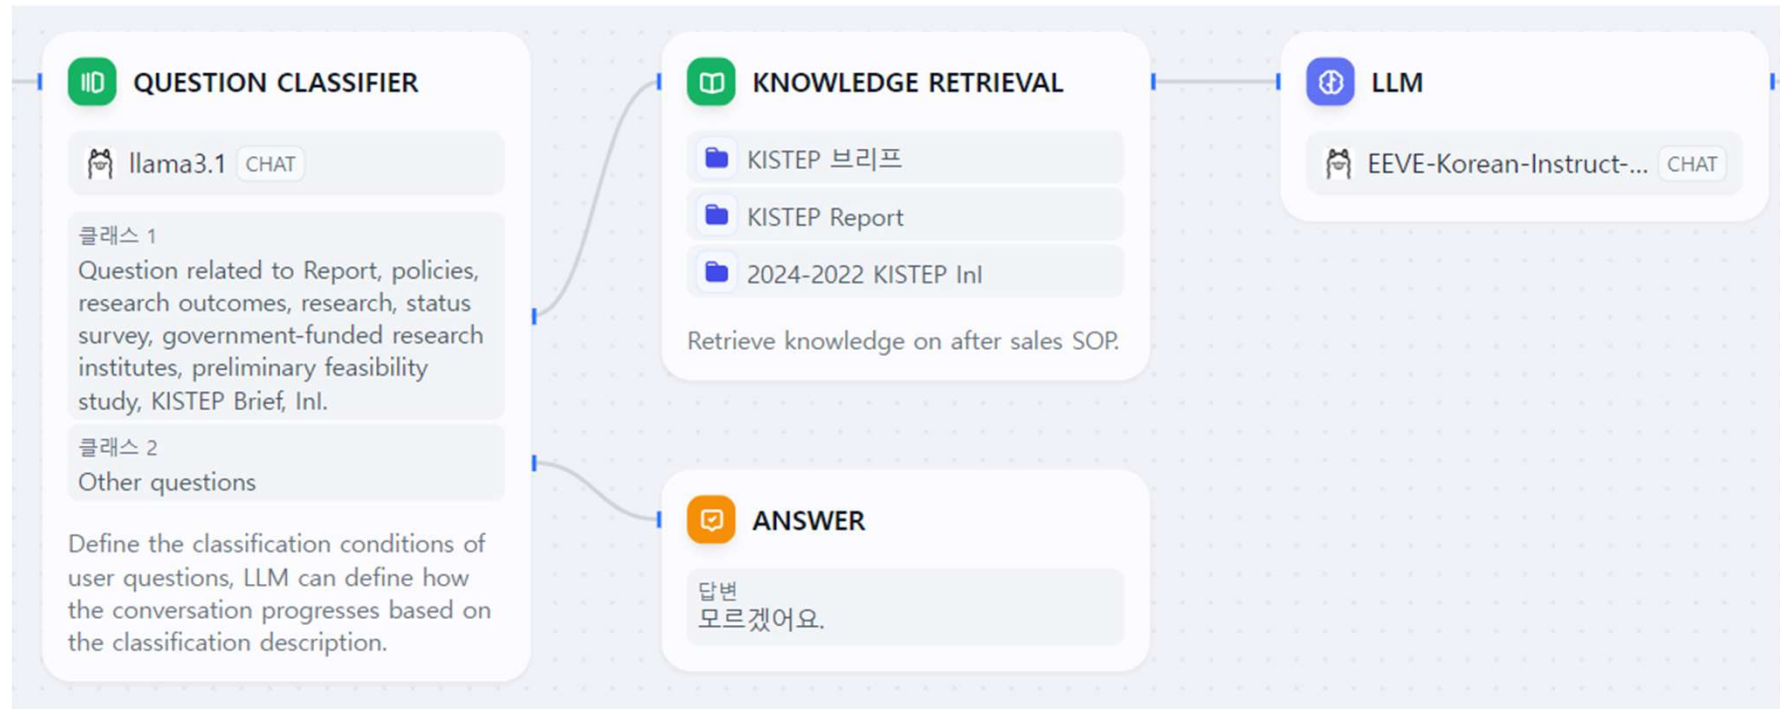 QUESTION CLASSIFIER
llama3.1 CHAT
클래스 1
Question related to Report, policies,
research outcomes, research, status
survey, government-funded research
institutes, preliminary feasibility
study, KISTEP Brief, InI.
클래스 2
Other questions
Define the classification conditions of
user questions, LLM can define how
the conversation progresses based on
the classification description.
KNOWLEDGE RETRIEVAL
KISTEP 브리프
KISTEP Report
2024-2022 KISTEP InI
Retrieve knowledge on after sales SOP.
ANSWER
답변
모르겠어요.
LLM
EEVE-Korean-Instruct-... CHAT